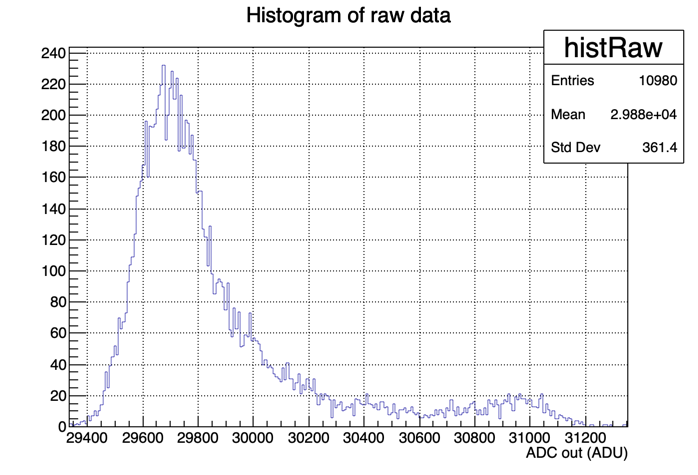 Histogram of raw data
histRaw
Entries 10980
Mean 2.988e+04
Std Dev 361.4
240
220
200
180
160
140
120
100
80
60
40
20
0
29400 29600 29800 30000 30200 30400 30600 30800 31000 31200
ADC out (ADU)